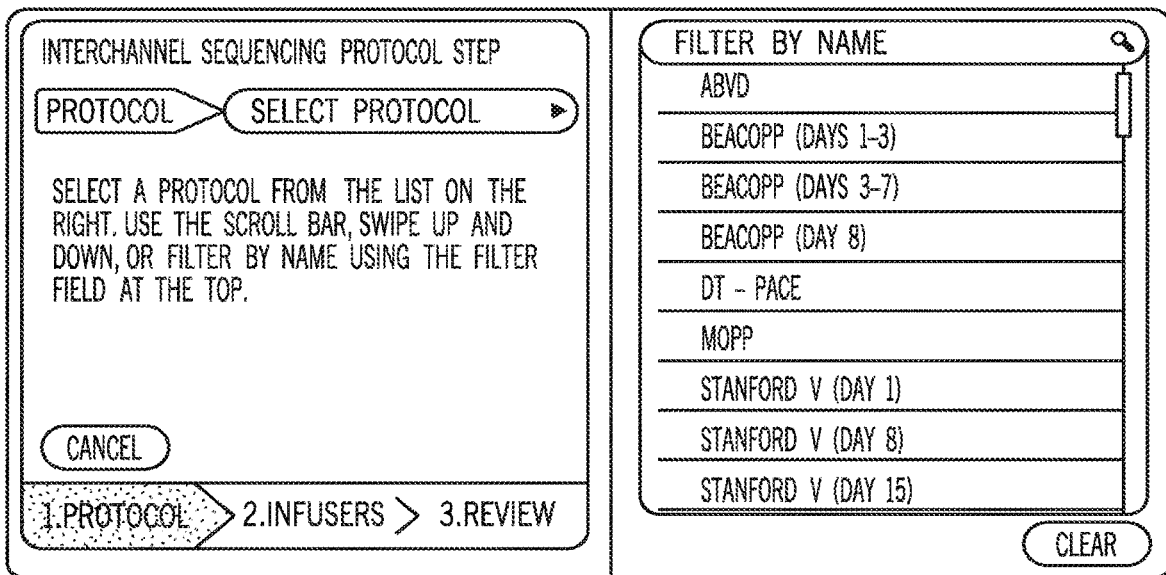 INTERCHANNEL SEQUENCING PROTOCOL STEP
PROTOCOL
SELECT PROTOCOL
SELECT A PROTOCOL FROM THE LIST ON THE
RIGHT. USE THE SCROLL BAR, SWIPE UP AND
DOWN, OR FILTER BY NAME USING THE FILTER
FIELD AT THE TOP.
CANCEL
1.PROTOCOL > 2.INFUSERS > 3.REVIEW
FILTER BY NAME
ABVD
BEACOPP (DAYS 1-3)
BEACOPP (DAYS 3-7)
BEACOPP (DAY 8)
DT - PACE
MOPP
STANFORD V (DAY 1)
STANFORD V (DAY 8)
STANFORD V (DAY 15)
CLEAR